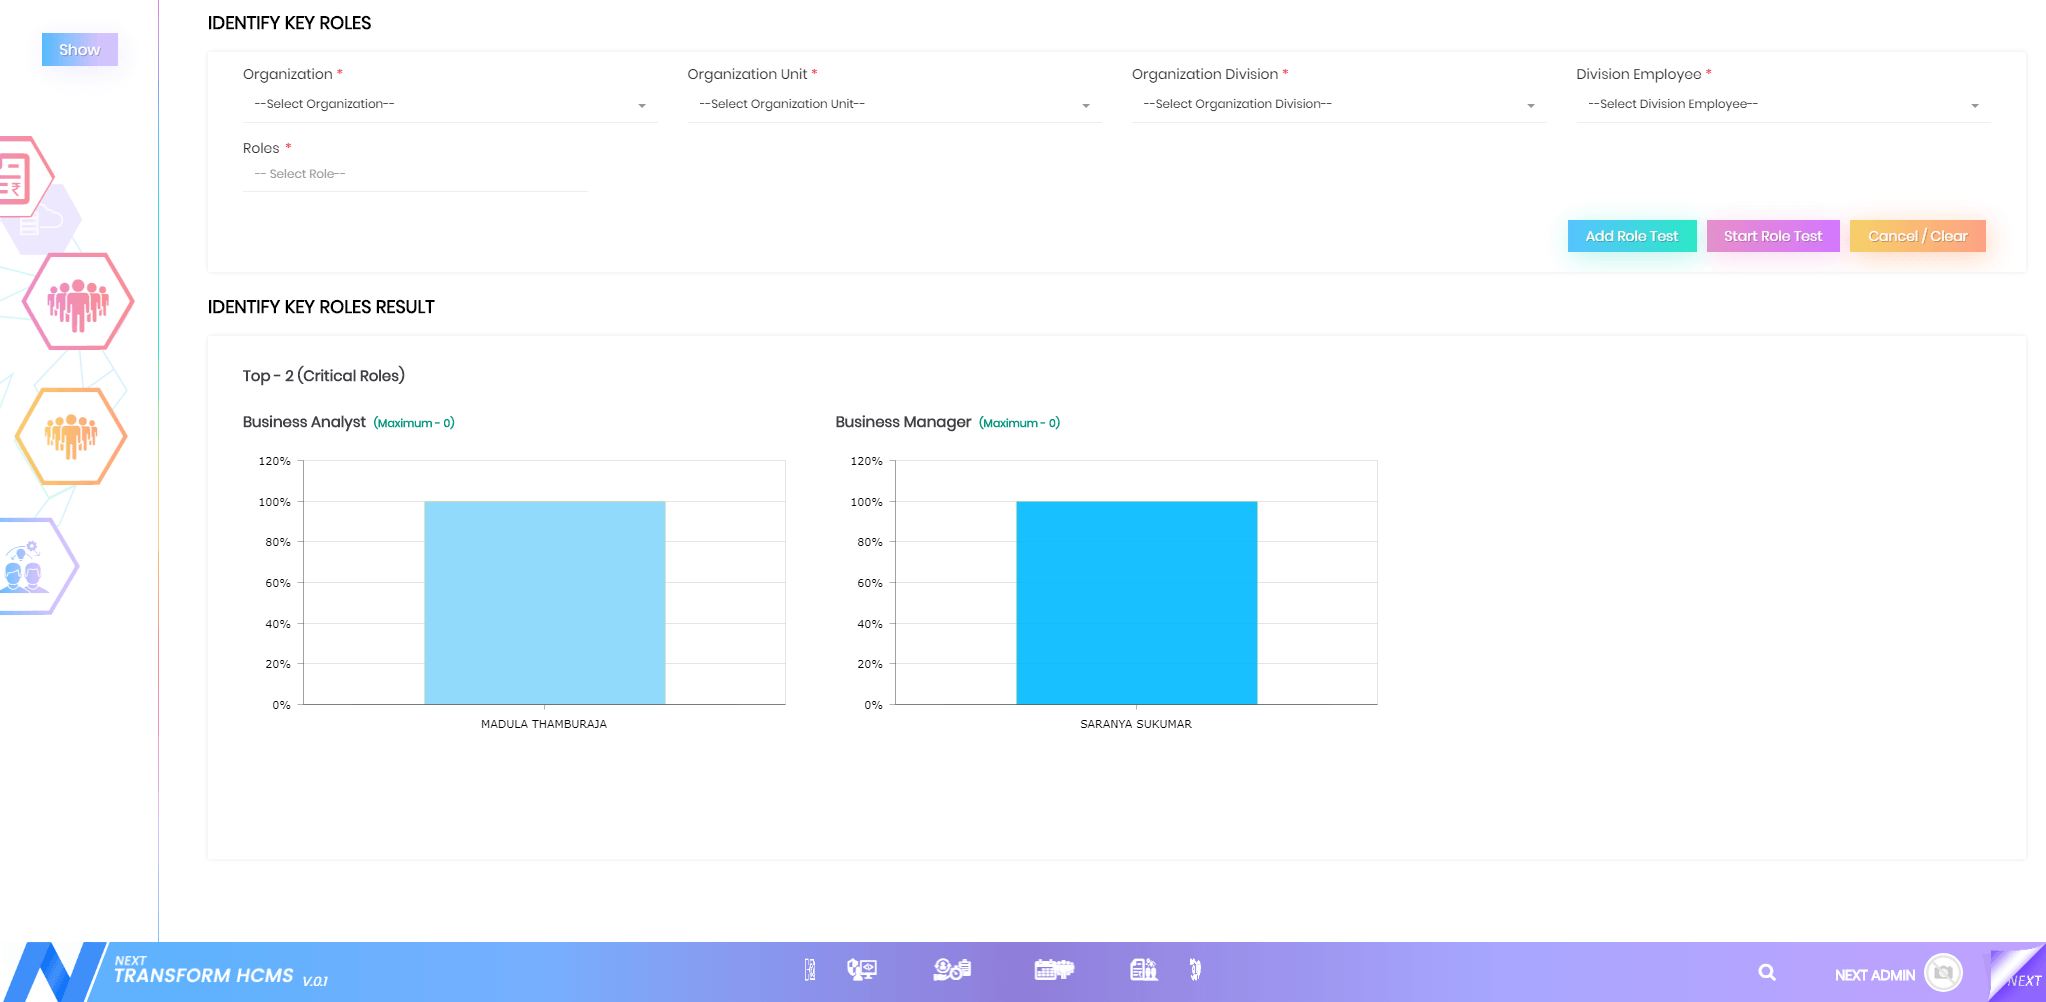 IDENTIFY KEY ROLES
Show
Organization *
Organization Unit *
Organization Division *
Division Employee *
--Select Organization--
--Select Organization Unit--
--Select Organization Division--
--Select Division Employee--
Roles *
-- Select Role--
Add Role Test
Start Role Test
Cancel / Clear
IDENTIFY KEY ROLES RESULT
Top - 2 (Critical Roles)
Business Analyst (Maximum - 0)
Business Manager (Maximum - 0)
120%
100%
80%
60%
40%
20%
0%
MADULA THAMBURAJA
120%
100%
80%
60%
40%
20%
0%
SARANYA SUKUMAR
NEXT
TRANSFORM HCMS V.0.1
NEXT ADMIN
NEXT